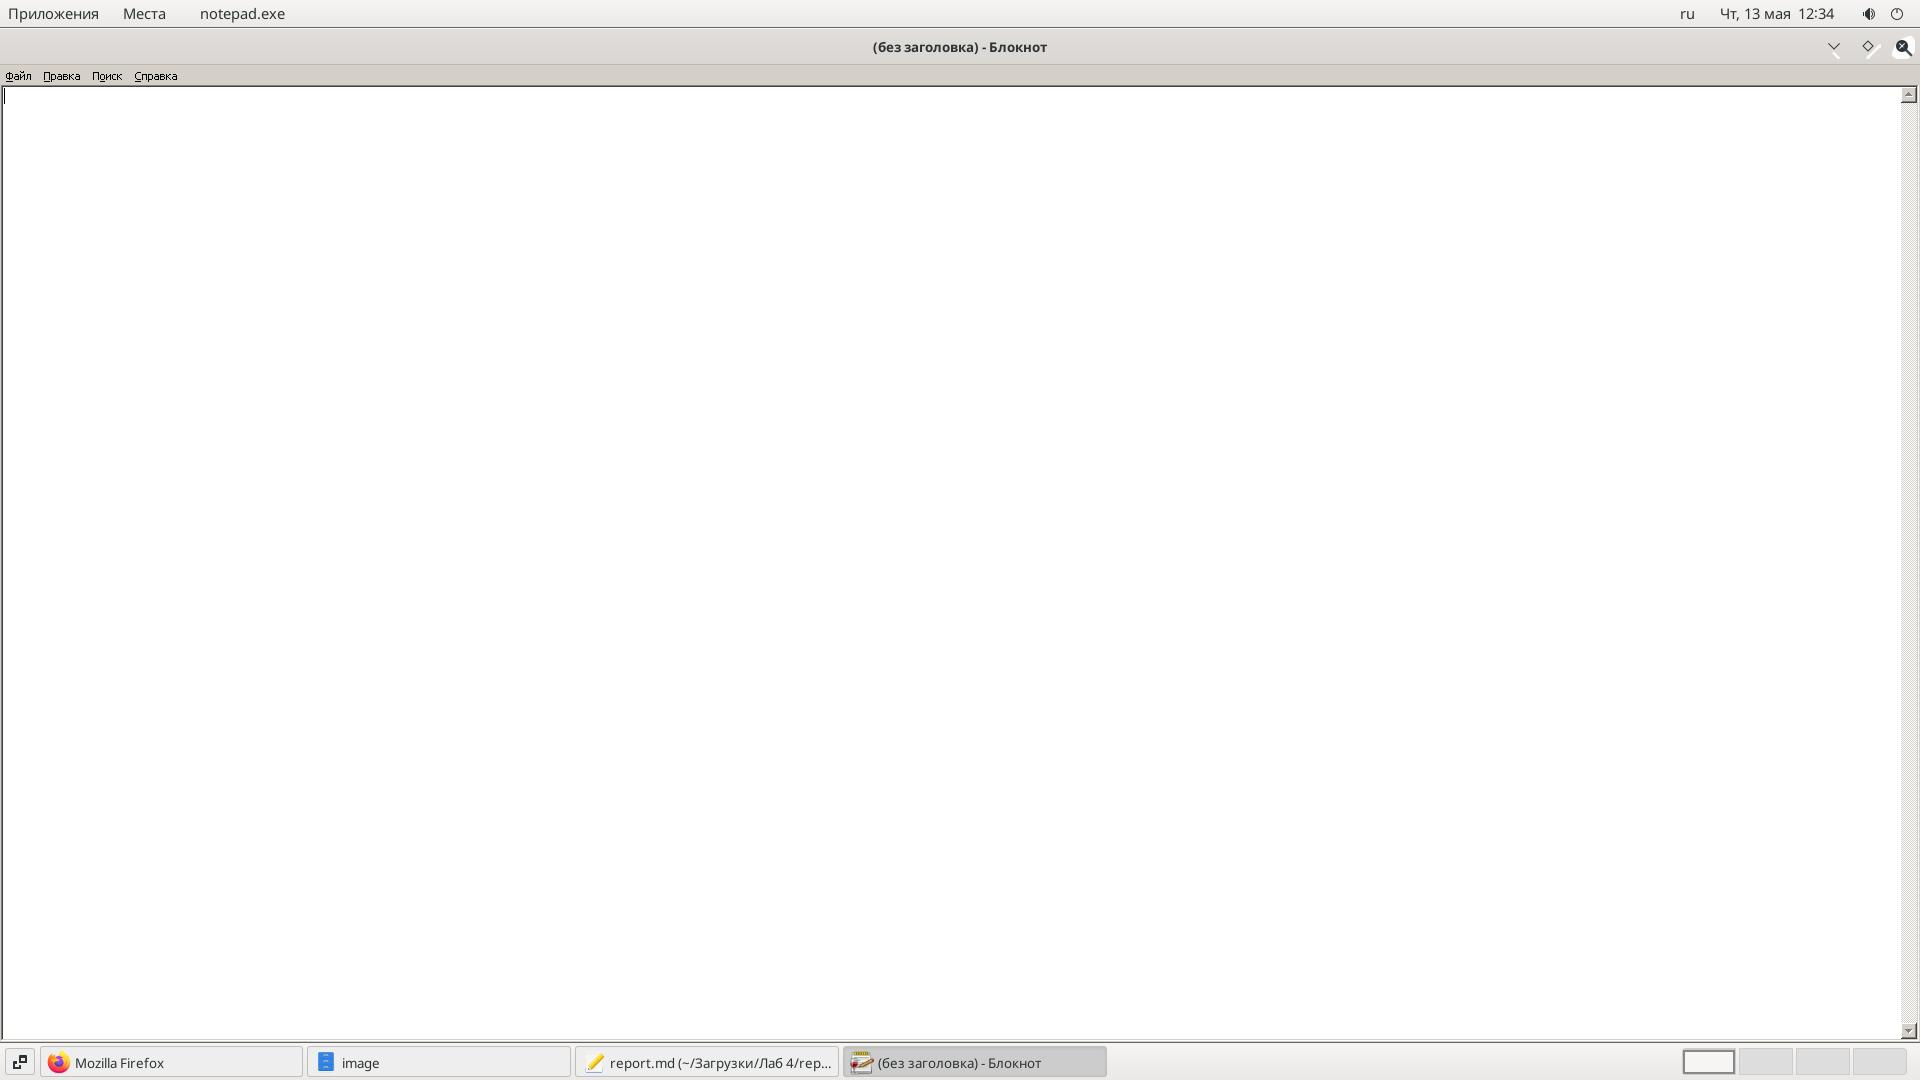 Приложения Места notepad.exe ru Чт, 13 мая 12:34
(без заголовка) - Блокнот
Файл Правка Поиск Справка
Mozilla Firefox image report.md (~/Загрузки/Лаб 4/rep... (без заголовка) - Блокнот